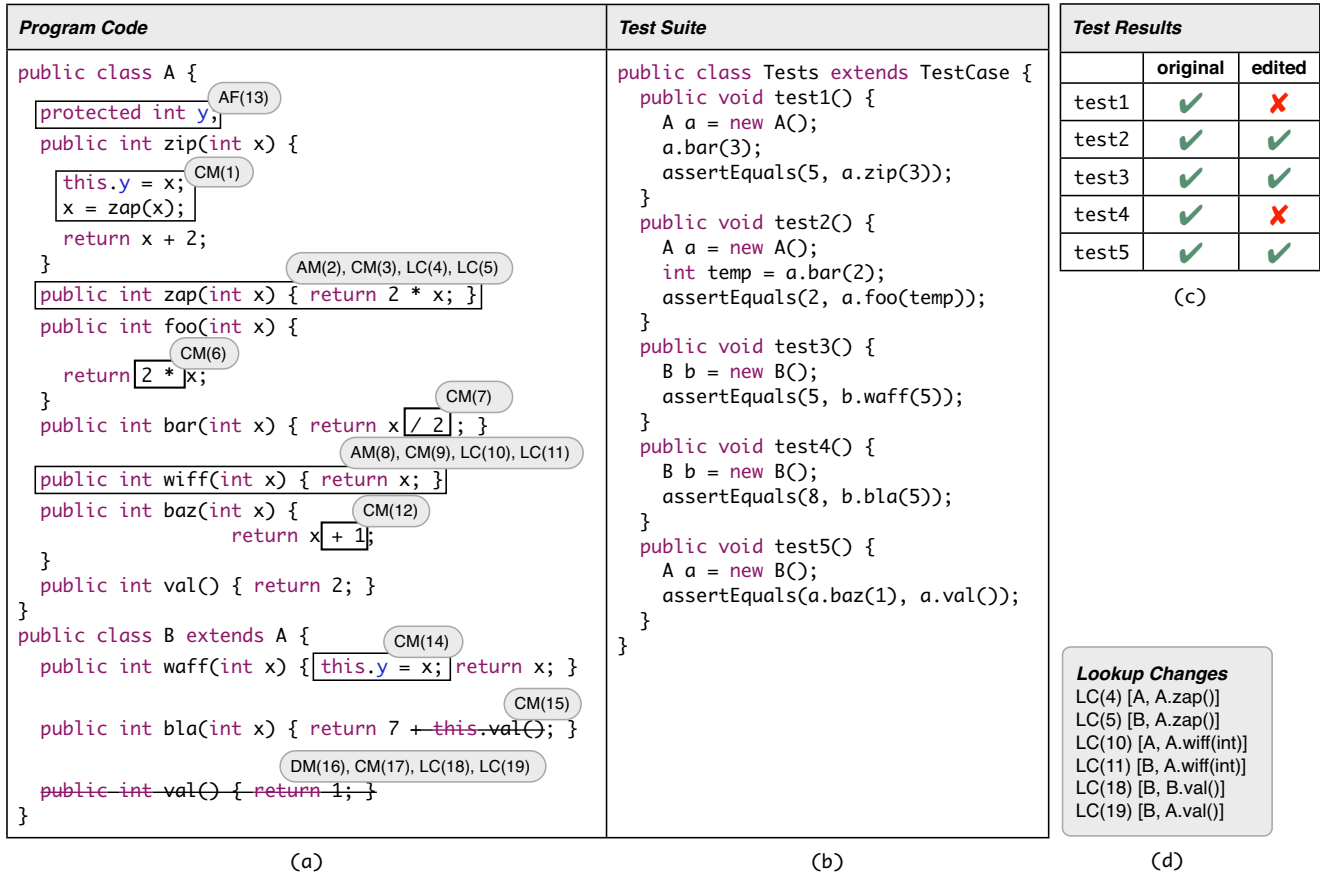 Program Code
public class A {
AF(13)
protected int y;
public int zip(int x) {
CM(1)
this.y = x;
x = zap(x);
return x + 2;
}
AM(2), CM(3), LC(4), LC(5)
public int zap(int x) { return 2 * x; }
public int foo(int x) {
CM(6)
return 2 * x;
}
CM(7)
public int bar(int x) { return x / 2 ; }
AM(8), CM(9), LC(10), LC(11)
public int wiff(int x) { return x; }
public int baz(int x) {
CM(12)
return x + 1;
}
public int val() { return 2; }
}
public class B extends A {
CM(14)
public int waff(int x) { this.y = x; return x; }
CM(15)
public int bla(int x) { return 7 + this.val(); }
DM(16), CM(17), LC(18), LC(19)
public int val() { return 1; }
}
(a)
Test Suite
public class Tests extends TestCase {
public void test1() {
A a = new A();
a.bar(3);
assertEquals(5, a.zip(3));
}
public void test2() {
A a = new A();
int temp = a.bar(2);
assertEquals(2, a.foo(temp));
}
public void test3() {
B b = new B();
assertEquals(5, b.waff(5));
}
public void test4() {
B b = new B();
assertEquals(8, b.bla(5));
}
public void test5() {
A a = new B();
assertEquals(a.baz(1), a.val());
}
}
(b)
Test Results
original edited
test1 ✔ ✘
test2 ✔ ✔
test3 ✔ ✔
test4 ✔ ✘
test5 ✔ ✔
(c)
Lookup Changes
LC(4) [A, A.zap()]
LC(5) [B, A.zap()]
LC(10) [A, A.wiff(int)]
LC(11) [B, A.wiff(int)]
LC(18) [B, B.val()]
LC(19) [B, A.val()]
(d)